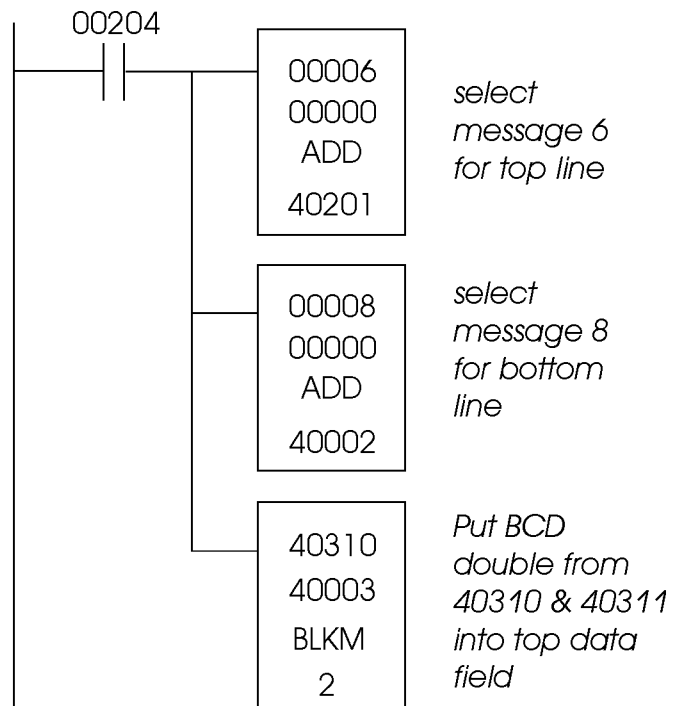 00204
00006
00000
ADD
40201
select
message 6
for top line
00008
00000
ADD
40002
select
message 8
for bottom
line
40310
40003
BLKM
2
Put BCD
double from
40310 & 40311
into top data
field